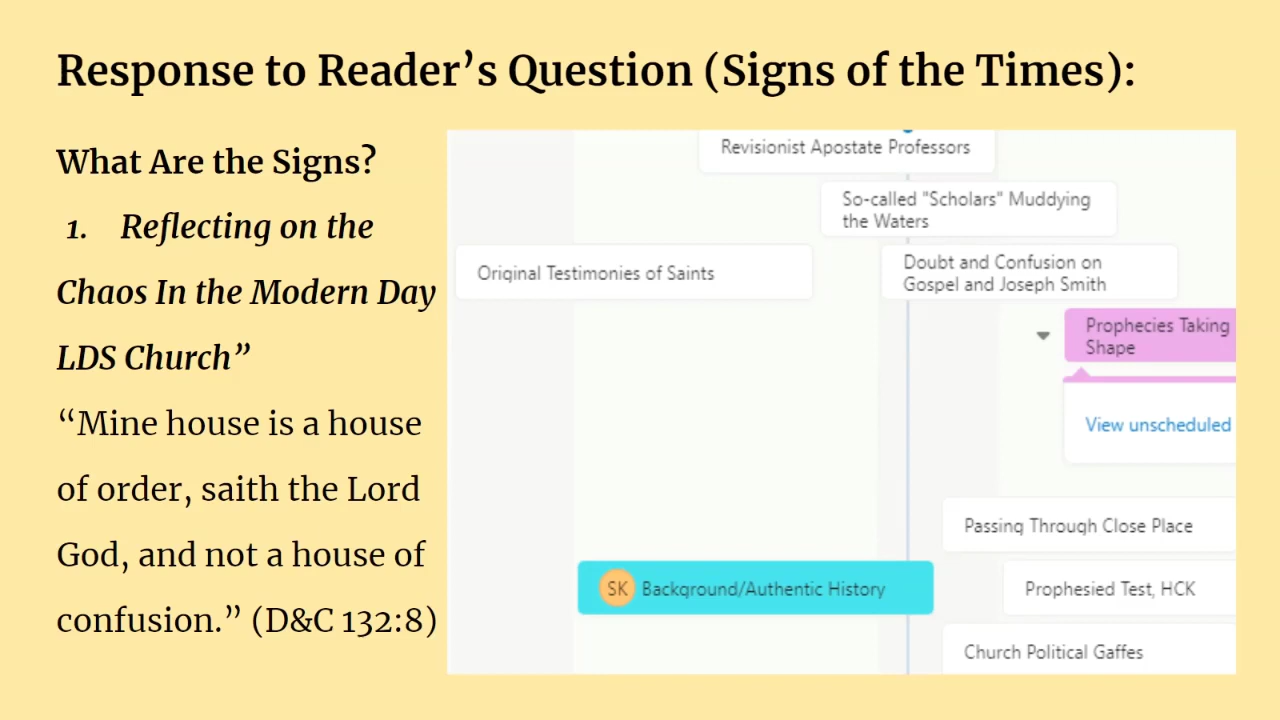 Response to Reader’s Question (Signs of the Times):
What Are the Signs?
1. Reflecting on the
Chaos In the Modern Day
LDS Church”
“Mine house is a house
of order, saith the Lord
God, and not a house of
confusion.” (D&C 132:8)
Revisionist Apostate Professors
So-called "Scholars" Muddying
the Waters
Original Testimonies of Saints
Doubt and Confusion on
Gospel and Joseph Smith
Prophecies Taking
Shape
View unscheduled
Passing Through Close Place
SK Background/Authentic History
Prophesied Test, HCK
Church Political Gaffes